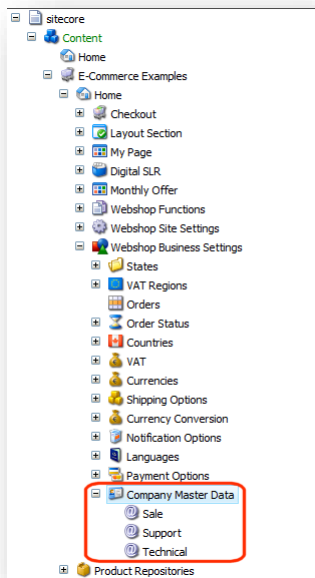 sitecore
Content
Home
E-Commerce Examples
Home
Checkout
Layout Section
My Page
Digital SLR
Monthly Offer
Webshop Functions
Webshop Site Settings
Webshop Business Settings
States
VAT Regions
Orders
Order Status
Countries
VAT
Currencies
Shipping Options
Currency Conversion
Notification Options
Languages
Payment Options
Company Master Data
Sale
Support
Technical
Product Repositories